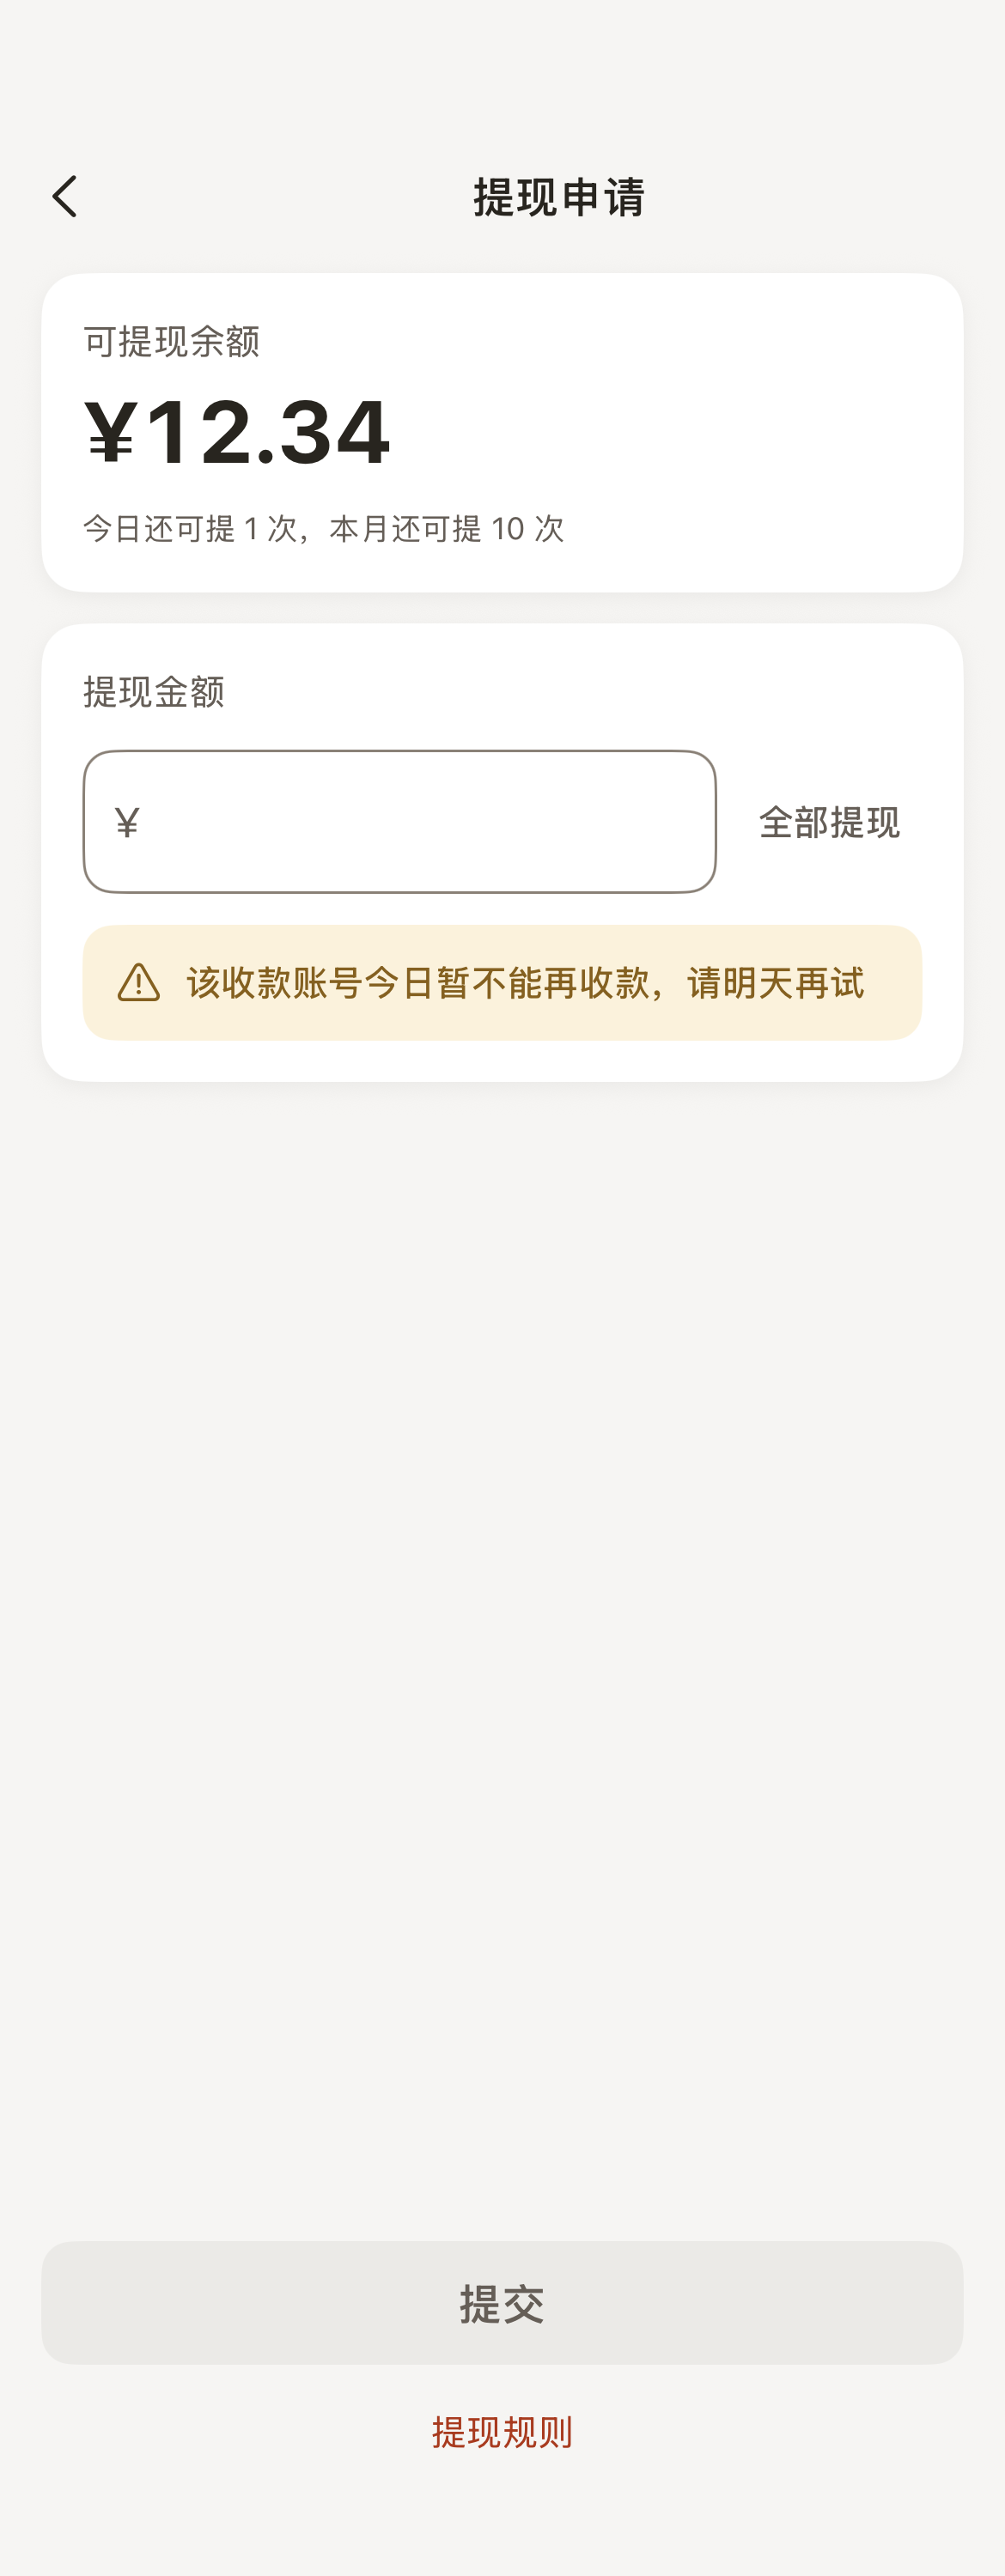 提现申请
可提现余额
¥12.34
今日还可提 1 次，本月还可提 10 次
提现金额
¥
全部提现
该收款账号今日暂不能再收款，请明天再试
提交
提现规则